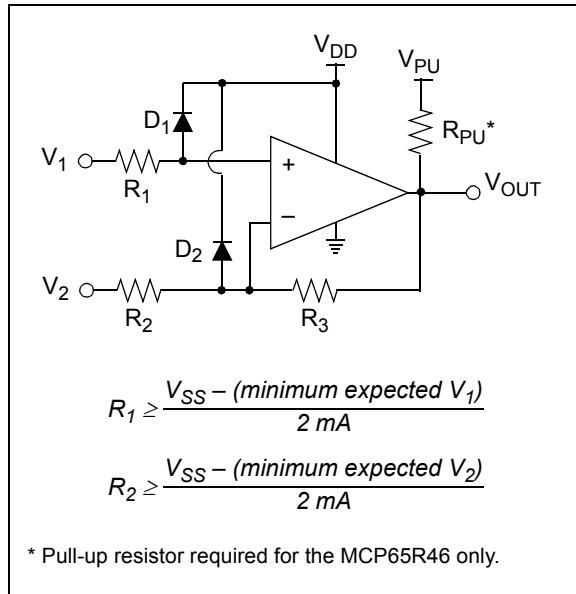 V_DD
V_PU
D_1
R_PU*
V_1
R_1
+
V_OUT
–
D_2
V_2
R_2
R_3
R_1 ≥ V_SS – (minimum expected V_1)
2 mA
R_2 ≥ V_SS – (minimum expected V_2)
2 mA
* Pull-up resistor required for the MCP65R46 only.